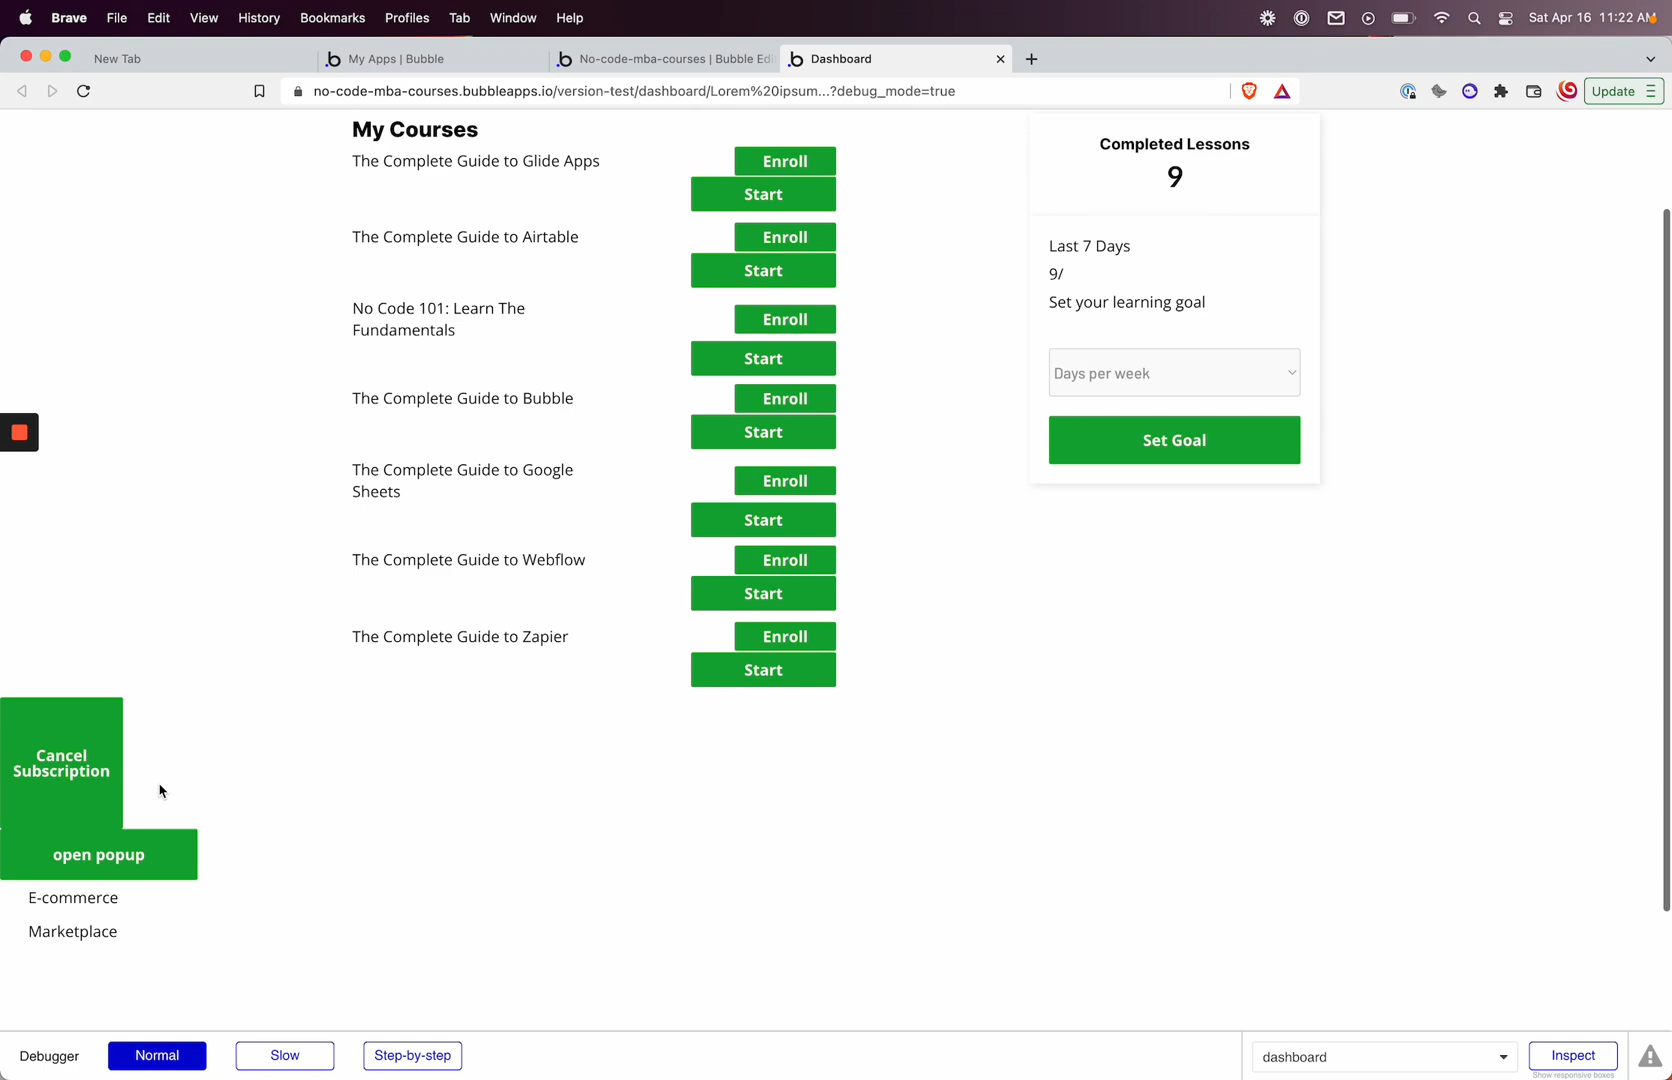 Brave File Edit View History Bookmarks Profiles Tab Window Help Sat Apr 16 11:22 AM
New Tab My Apps | Bubble No-code-mba-courses | Bubble Edi Dashboard
no-code-mba-courses.bubbleapps.io/version-test/dashboard/Lorem%20ipsum...?debug_mode=true Update
My Courses
The Complete Guide to Glide Apps Enroll
Start
The Complete Guide to Airtable Enroll
Start
No Code 101: Learn The
Fundamentals
Enroll
Start
The Complete Guide to Bubble Enroll
Start
The Complete Guide to Google
Sheets
Enroll
Start
The Complete Guide to Webflow Enroll
Start
The Complete Guide to Zapier Enroll
Start
Completed Lessons
9
Last 7 Days
9/
Set your learning goal
Days per week
Set Goal
Cancel
Subscription
open popup
E-commerce
Marketplace
Debugger Normal Slow Step-by-step dashboard Inspect
Show responsive boxes